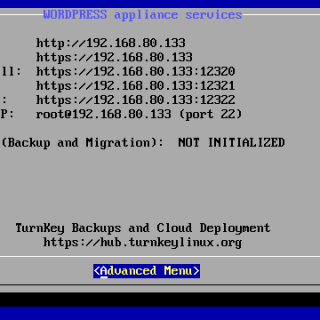 WORDPRESS appliance services
http://192.168.80.133
https://192.168.80.133
ll: https://192.168.80.133:12320
https://192.168.80.133:12321
: https://192.168.80.133:12322
P: root@192.168.80.133 (port 22)
(Backup and Migration): NOT INITIALIZED
TurnKey Backups and Cloud Deployment
https://hub.turnkeylinux.org
<Advanced Menu>